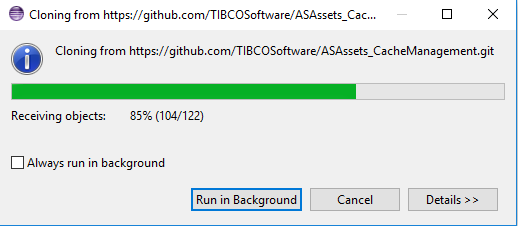 Cloning from https://github.com/TIBCOSoftware/ASAssets_Cac...
Cloning from https://github.com/TIBCOSoftware/ASAssets_CacheManagement.git
Receiving objects: 85% (104/122)
Always run in background
Run in Background Cancel Details >>